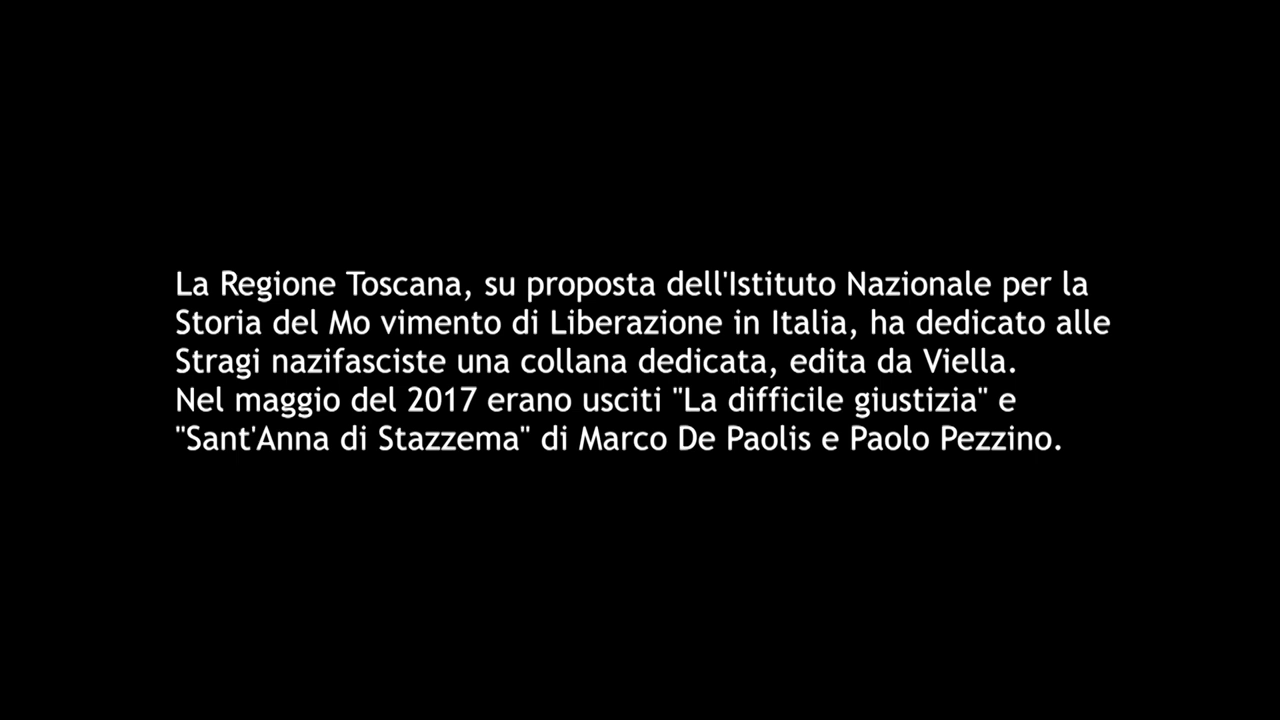 La Regione Toscana, su proposta dell'Istituto Nazionale per la
Storia del Mo vimento di Liberazione in Italia, ha dedicato alle
Stragi nazifasciste una collana dedicata, edita da Viella.
Nel maggio del 2017 erano usciti "La difficile giustizia" e
"Sant'Anna di Stazzema" di Marco De Paolis e Paolo Pezzino.